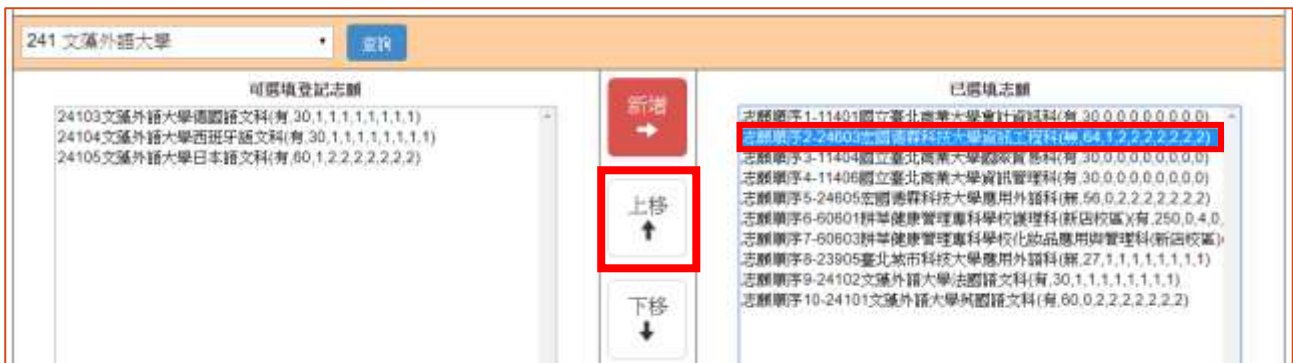 241 文藻外語大學
查詢
可選填登記志願
24103文藻外語大學德國語文科(有,30,1,1,1,1,1,1,1,1)
24104文藻外語大學西班牙語文科(有,30,1,1,1,1,1,1,1,1)
24105文藻外語大學日本語文科(有,60,1,2,2,2,2,2,2,2)
新增
上移
下移
已選填志願
志願順序1-11401國立臺北商業大學會計資訊科(有,30,0,0,0,0,0,0,0,0)
志願順序2-24603宏國德霖科技大學資訊工程科(無,64,1,2,2,2,2,2,2,2)
志願順序3-11404國立臺北商業大學國際貿易科(有,30,0,0,0,0,0,0,0,0)
志願順序4-11406國立臺北商業大學資訊管理科(有,30,0,0,0,0,0,0,0,0)
志願順序5-24605宏國德霖科技大學應用外語科(無,56,0,2,2,2,2,2,2,2)
志願順序6-60601耕莘健康管理專科學校護理科(新店校區)(有,250,0,4,0,
志願順序7-60603耕莘健康管理專科學校化妝品應用與管理科(新店校區)(
志願順序8-23905臺北城市科技大學應用外語科(無,27,1,1,1,1,1,1,1,1)
志願順序9-24102文藻外語大學法國語文科(有,30,1,1,1,1,1,1,1,1)
志願順序10-24101文藻外語大學英國語文科(有,60,0,2,2,2,2,2,2,2)